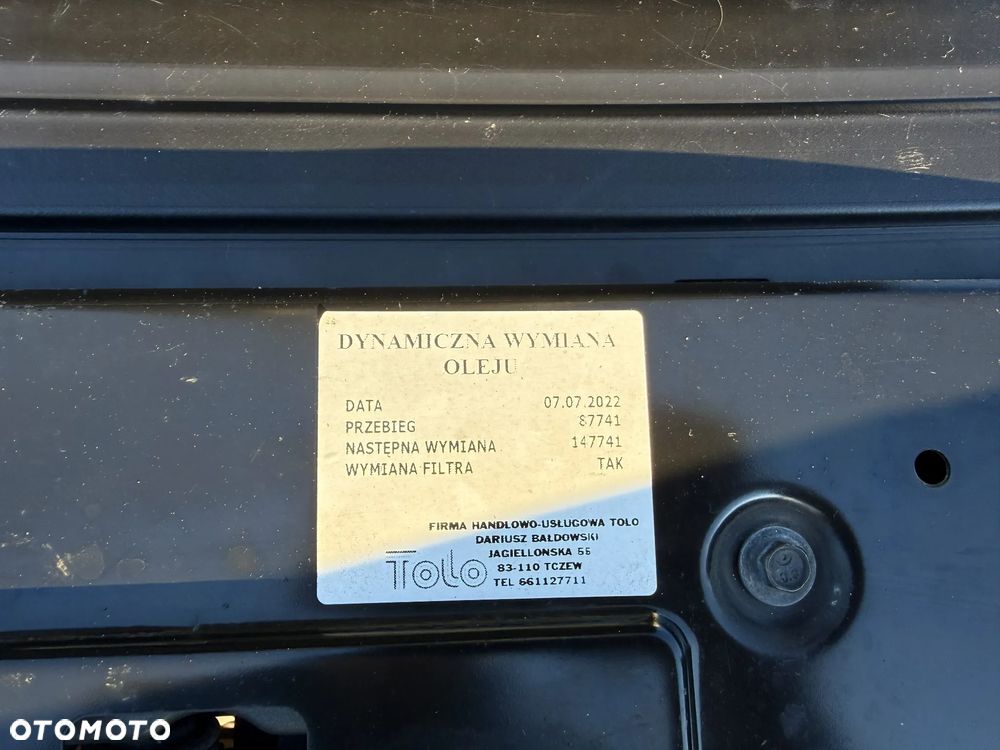 DYNAMICZNA WYMIANA
OLEJU
DATA 07.07.2022
PRZEBIEG 87741
NASTĘPNA WYMIANA 147741
WYMIANA FILTRA TAK
FIRMA HANDLOWO-USŁUGOWA TOLO
DARIUSZ BAŁDOWSKI
JAGIELLONSKA 55
83-110 TCZEW
TEL 661127711
TOLO
OTOMOTO